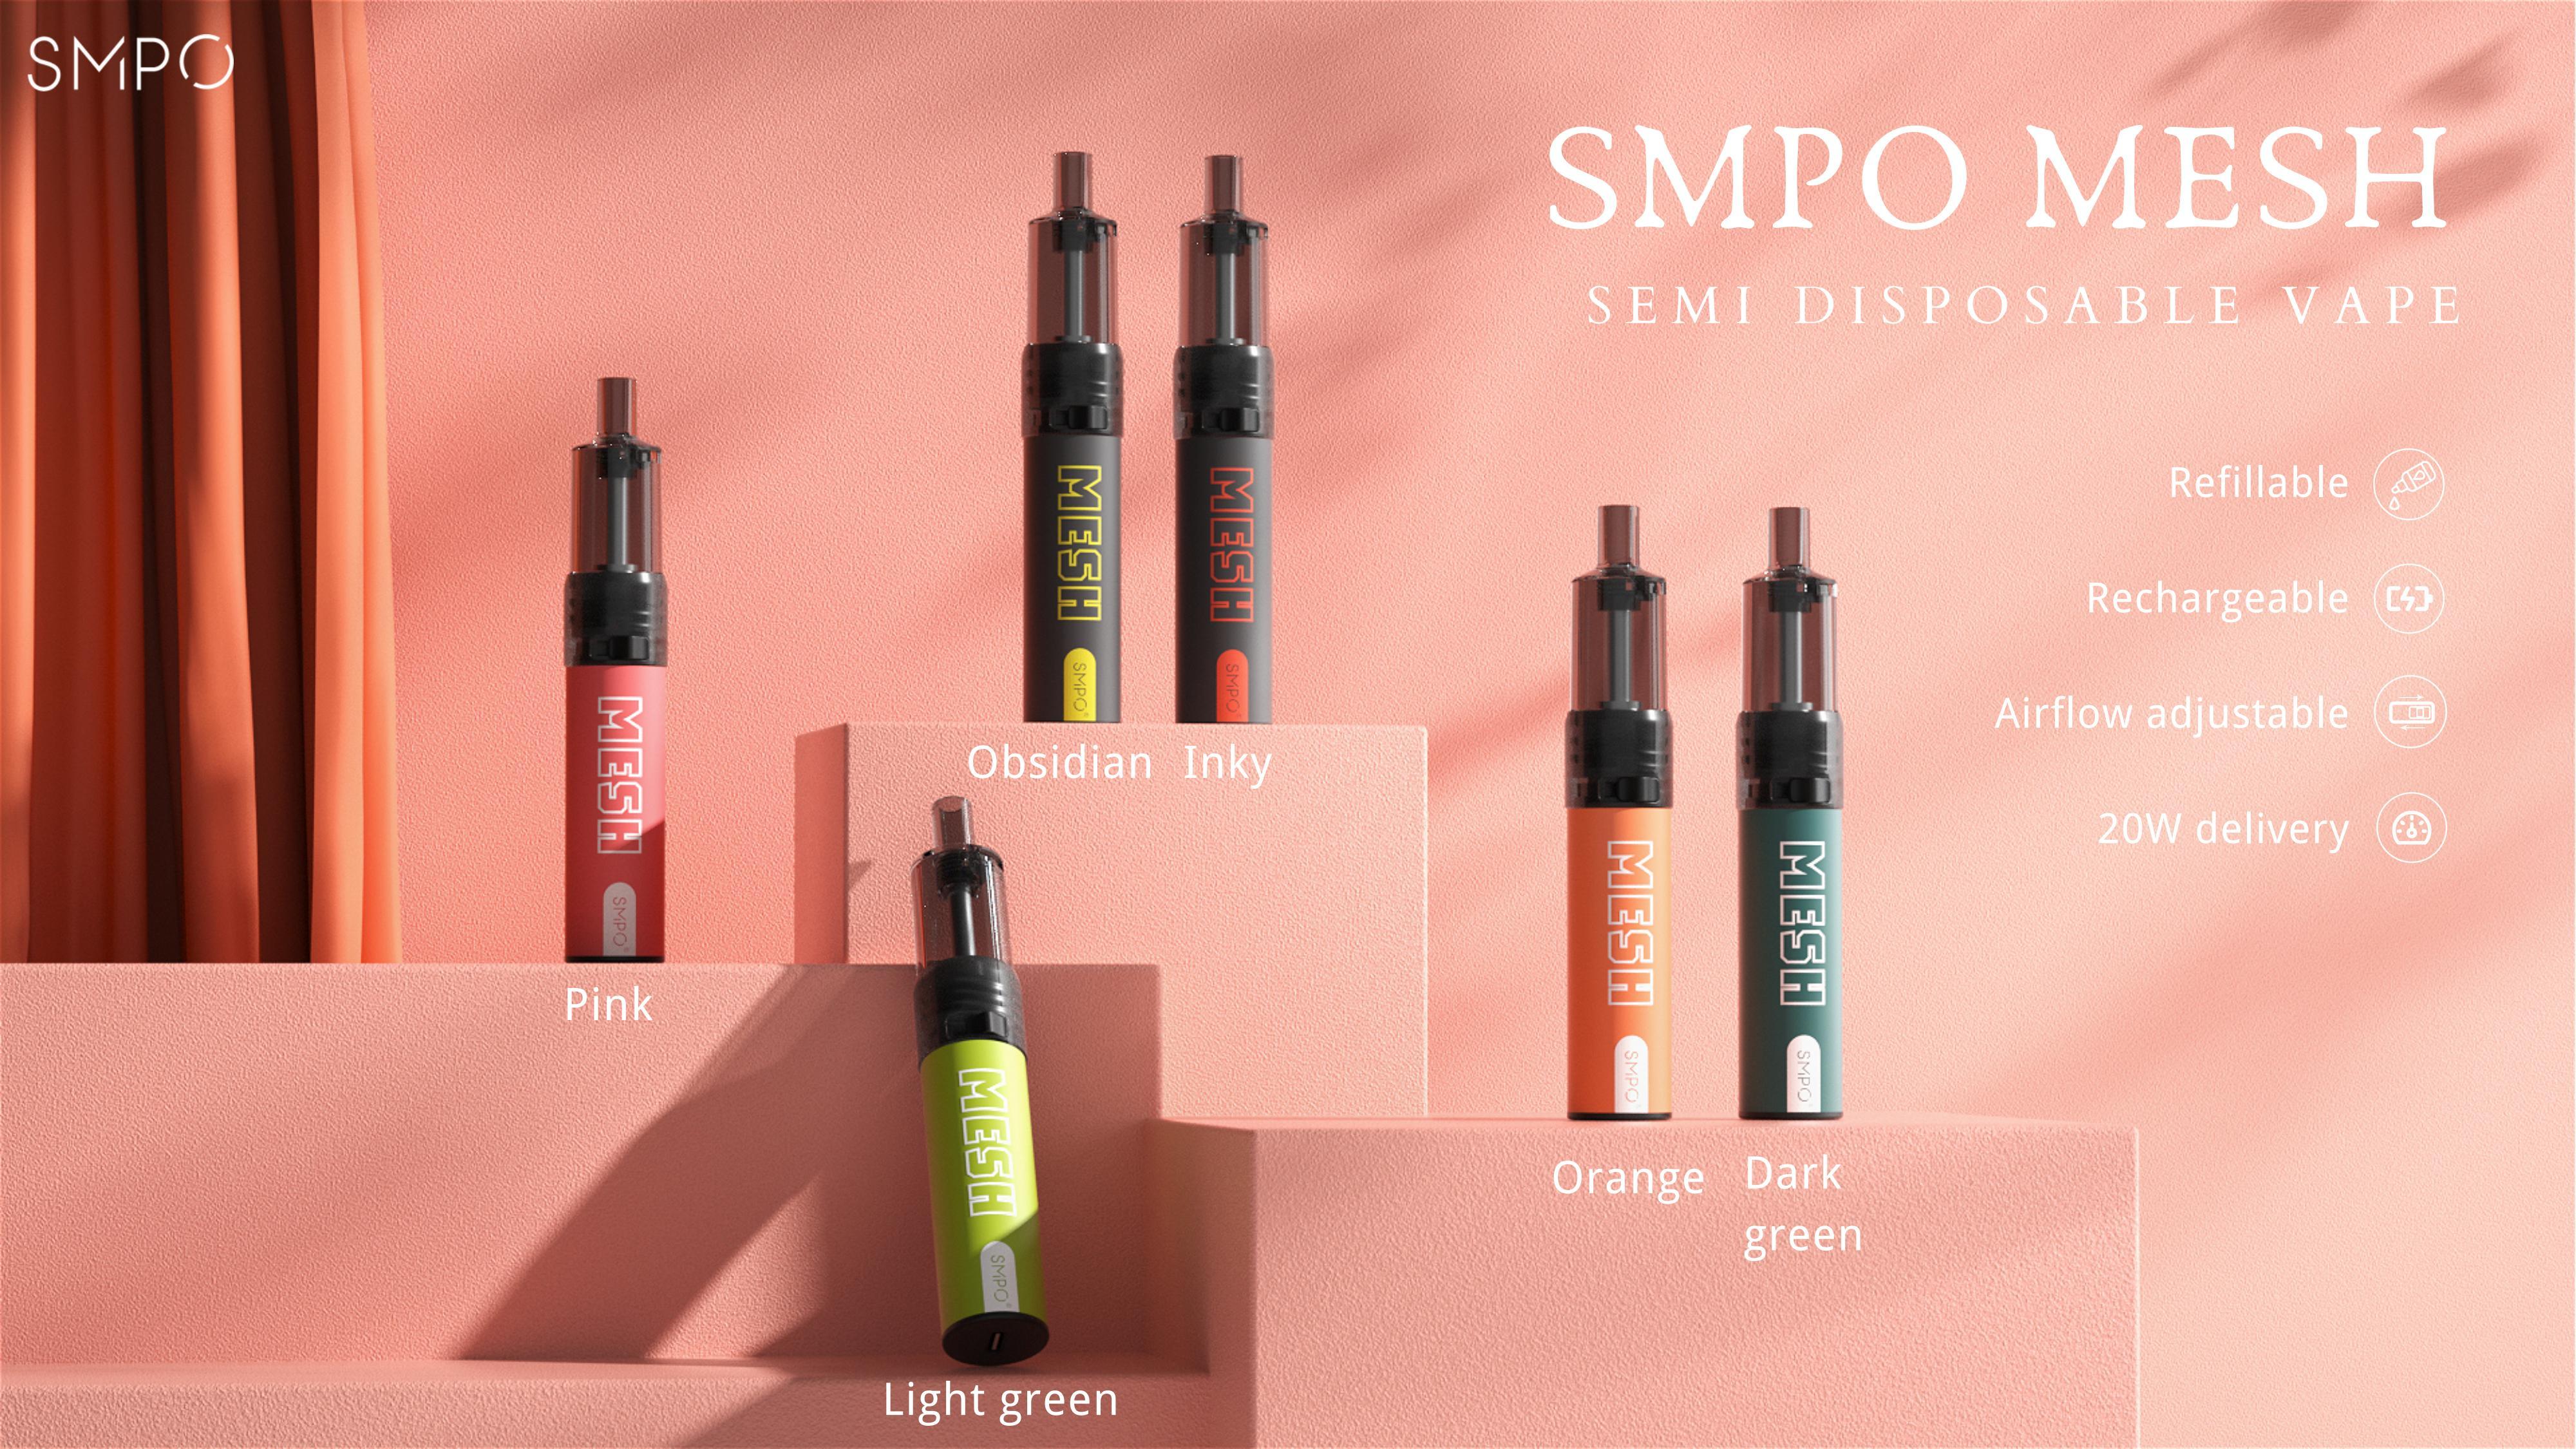 SMPO
SMPO MESH
SEMI DISPOSABLE VAPE
Refillable
Rechargeable
Airflow adjustable
20W delivery
MESH
SMPO
MESH
SMPO
Obsidian Inky
MESH
SMPO
Pink
MESH
SMPO
MESH
SMPO
Orange
Dark
green
MESH
SMPO
Light green